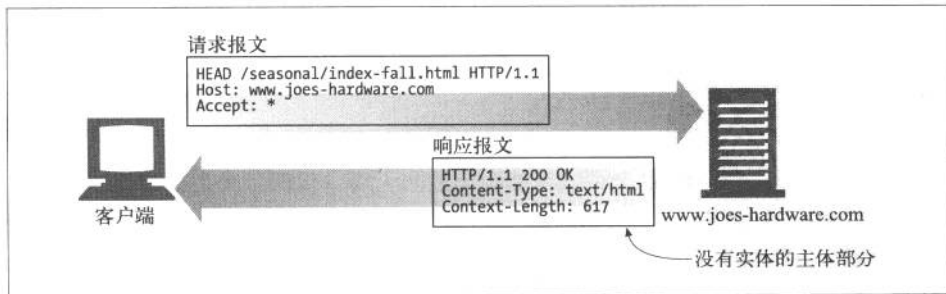 请求报文
HEAD /seasonal/index-fall.html HTTP/1.1
Host: www.joes-hardware.com
Accept: *
响应报文
HTTP/1.1 200 OK
Content-Type: text/html
Context-Length: 617
客户端
www.joes-hardware.com
没有实体的主体部分